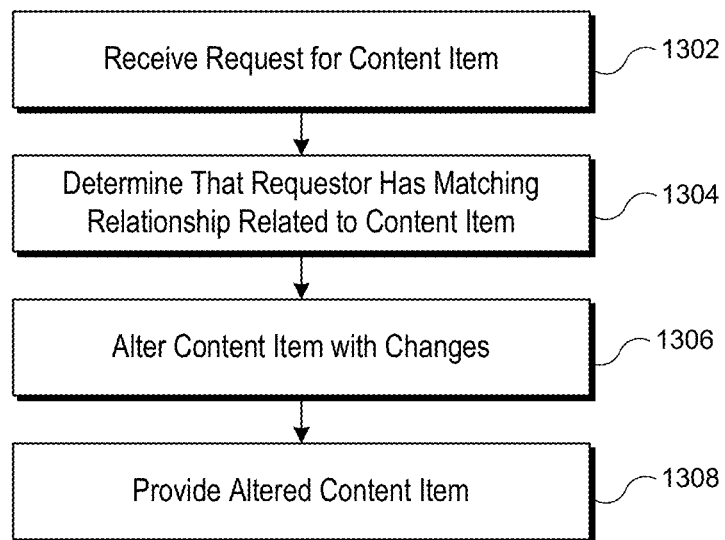 Receive Request for Content Item
1302
Determine That Requestor Has Matching
Relationship Related to Content Item
1304
Alter Content Item with Changes
1306
Provide Altered Content Item
1308